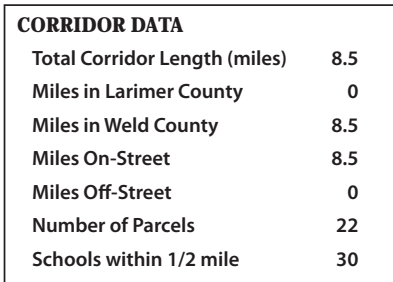 CORRIDOR DATA
Total Corridor Length (miles) 8.5
Miles in Larimer County 0
Miles in Weld County 8.5
Miles On-Street 8.5
Miles Off-Street 0
Number of Parcels 22
Schools within 1/2 mile 30